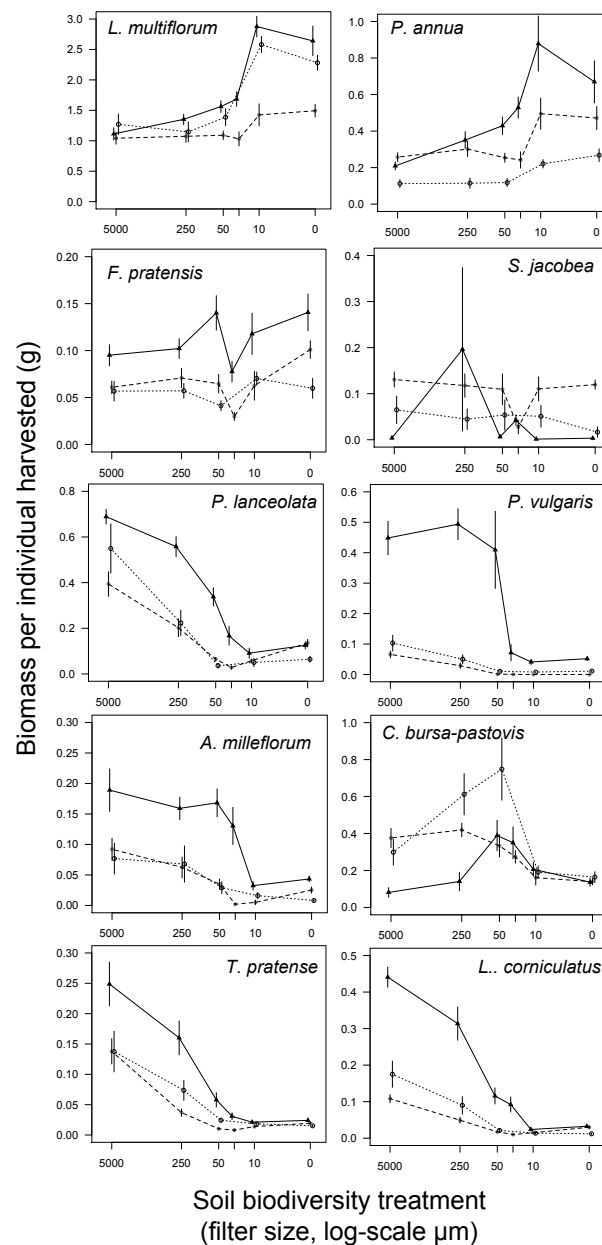 L. multiflorum
3.0
2.5
2.0
1.5
1.0
0.5
0.0
5000 250 50 10 0
P. annua
1.0
0.8
0.6
0.4
0.2
0.0
5000 250 50 10 0
F. pratensis
0.20
0.15
0.10
0.05
0.00
5000 250 50 10 0
S. jacobea
0.4
0.3
0.2
0.1
0.0
5000 250 50 10 0
P. lanceolata
0.8
0.6
0.4
0.2
0.0
5000 250 50 10 0
P. vulgaris
0.6
0.5
0.4
0.3
0.2
0.1
0.0
5000 250 50 10 0
A. milleflorum
0.30
0.25
0.20
0.15
0.10
0.05
0.00
5000 250 50 10 0
C. bursa-pastovis
1.0
0.8
0.6
0.4
0.2
0.0
5000 250 50 10 0
T. pratense
0.30
0.25
0.20
0.15
0.10
0.05
0.00
5000 250 50 10 0
L.. corniculatus
0.5
0.4
0.3
0.2
0.1
0.0
5000 250 50 10 0
Biomass per individual harvested (g)
Soil biodiversity treatment
(filter size, log-scale µm)